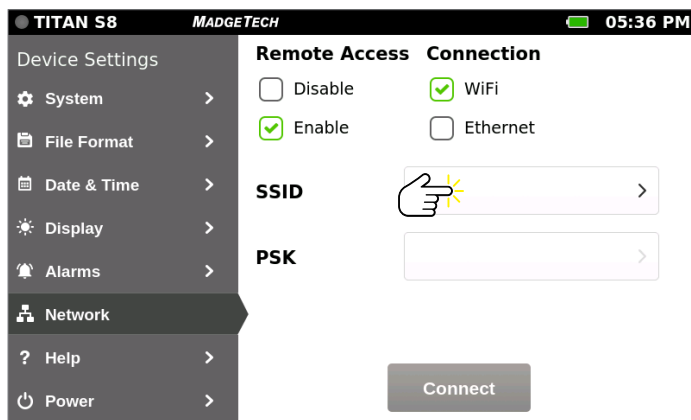 TITAN S8 MADGETECH 05:36 PM
Device Settings
System
File Format
Date & Time
Display
Alarms
Network
? Help
Power
Remote Access Connection
Disable WiFi
Enable Ethernet
SSID
PSK
Connect